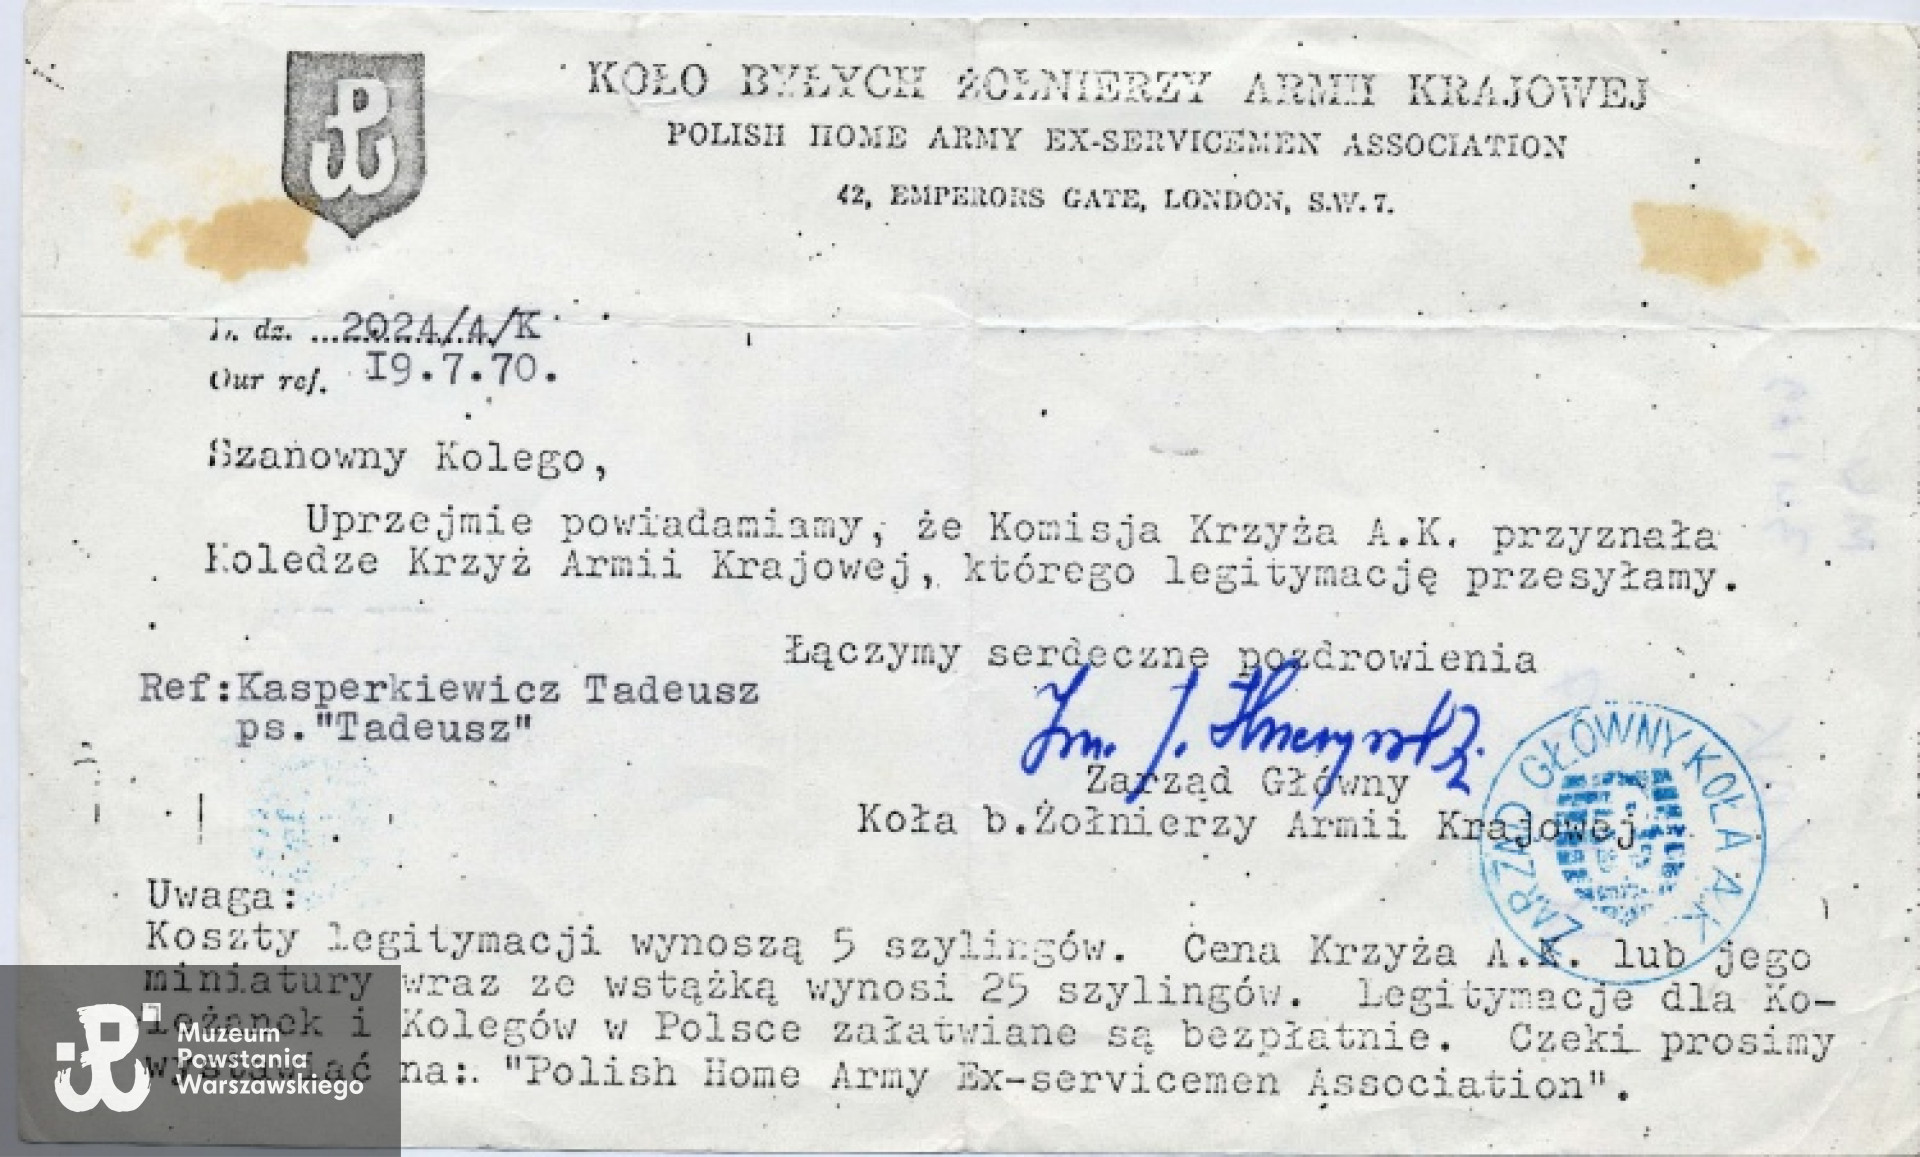 KOŁO BYŁYCH ŻOŁNIERZY ARMII KRAJOWEJ
POLISH HOME ARMY EX-SERVICEMEN ASSOCIATION
42, EMPERORS GATE, LONDON, S.W.7.
L. dz. ...2024/4/K
Our ref. I9.7.70.
Szanowny Kolego,
Uprzejmie powiadamiamy, że Komisja Krzyża A.K. przyznała
Koledze Krzyż Armii Krajowej, którego legitymację przesyłamy.
Łączymy serdeczne pozdrowienia
Ref:Kasperkiewicz Tadeusz
ps."Tadeusz"
Zarząd Główny
Koła b.Żołnierzy Armii Krajowej
ZARZĄD GŁÓWNY KOŁA A.K.
Uwaga:
Koszty legitymacji wynoszą 5 szylingów. Cena Krzyża A.K. lub jego
miniatury wraz ze wstążką wynosi 25 szylingów. Legitymacje dla Ko-
leżanek i Kolegów w Polsce załatwiane są bezpłatnie. Czeki prosimy
wystawiać na: "Polish Home Army Ex-servicemen Association".
Muzeum
Powstania
Warszawskiego